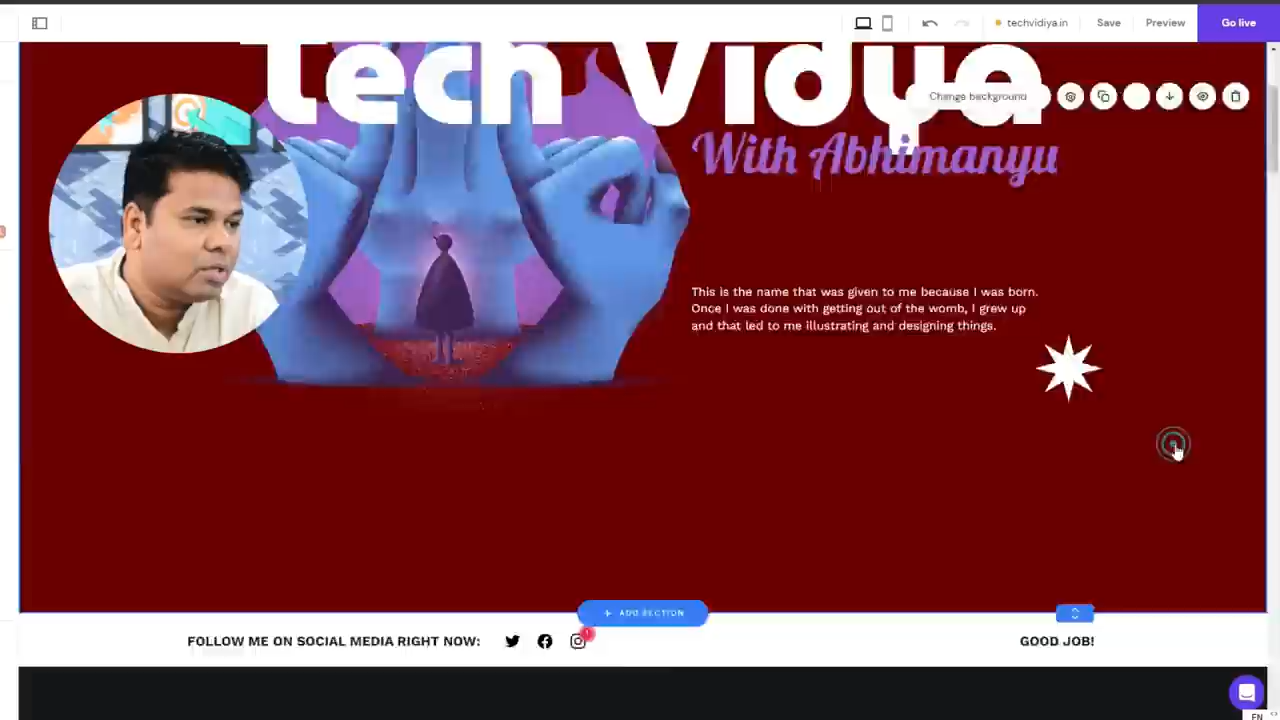 techvidiya.in
Save
Preview
Go live
Tech Vidya
Change background
With Abhimanyu
This is the name that was given to me because I was born.
Once I was done with getting out of the womb, I grew up
and that led to me illustrating and designing things.
+ ADD SECTION
FOLLOW ME ON SOCIAL MEDIA RIGHT NOW:
GOOD JOB!
EN